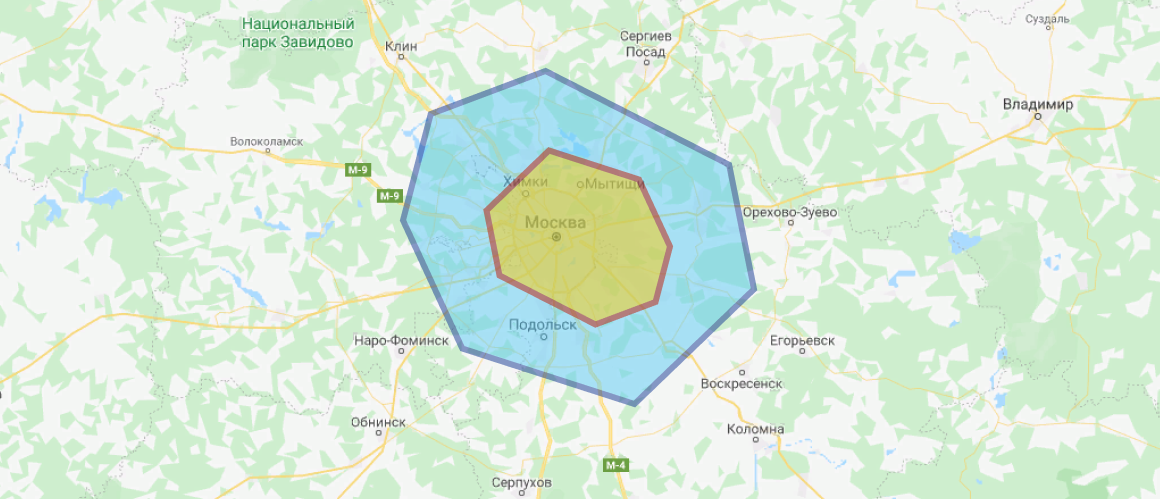 Национальный
парк Завидово
Суздаль
Клин
Сергиев
Посад
Владимир
Волоколамск
М-9
М-9
Химки
Мытищи
Орехово-Зуево
Москва
Подольск
Наро-Фоминск
Егорьевск
Воскресенск
Обнинск
Коломна
М-4
Серпухов